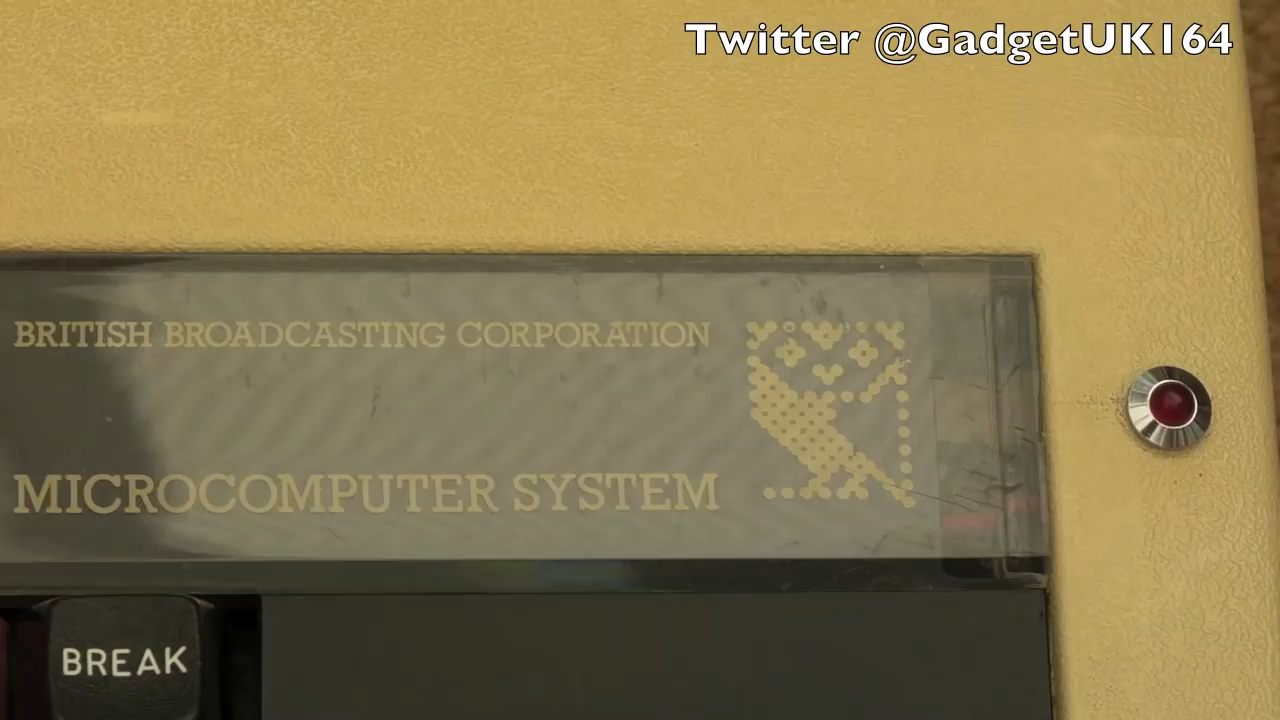 Twitter @GadgetUK164
BRITISH BROADCASTING CORPORATION
MICROCOMPUTER SYSTEM
BREAK